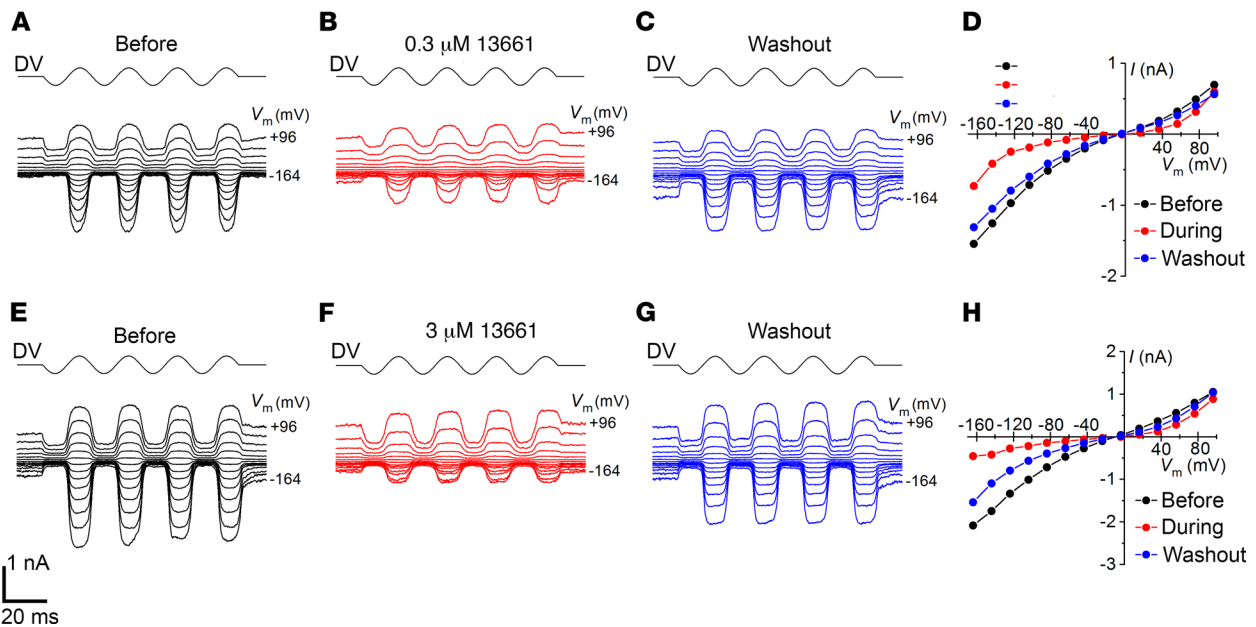 A
Before
DV
Vm (mV)
+96
-164
B
0.3 μM 13661
DV
Vm (mV)
+96
-164
C
Washout
DV
Vm (mV)
+96
-164
D
I (nA)
1
-160 -120 -80 -40
40 80
Vm (mV)
-1
-2
Before
During
Washout
E
Before
DV
Vm (mV)
+96
-164
1 nA
20 ms
F
3 μM 13661
DV
Vm (mV)
+96
-164
G
Washout
DV
Vm (mV)
+96
-164
H
I (nA)
2
1
-160 -120 -80 -40
40 80
Vm (mV)
-1
-2
-3
Before
During
Washout